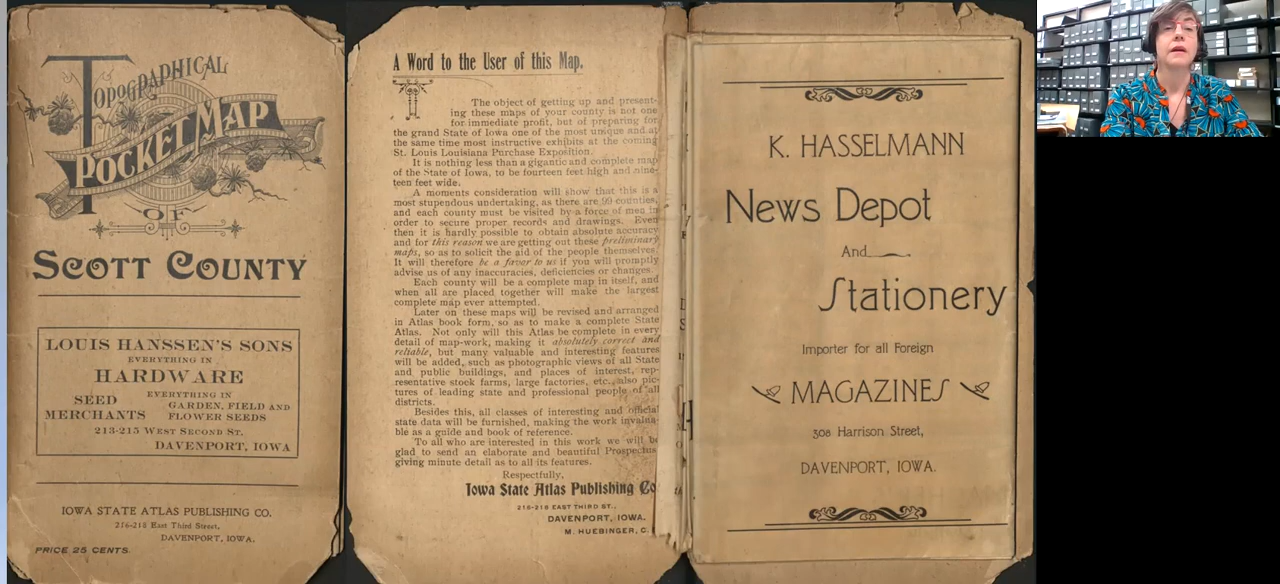 TOPOGRAPHICAL
POCKET MAP
OF
SCOTT COUNTY
LOUIS HANSSEN'S SONS
EVERYTHING IN
HARDWARE
SEED
MERCHANTS
EVERYTHING IN
GARDEN, FIELD AND
FLOWER SEEDS
213-215 WEST SECOND ST.
DAVENPORT, IOWA
IOWA STATE ATLAS PUBLISHING CO.
216-218 East Third Street,
DAVENPORT, IOWA.
PRICE 25 CENTS.
A Word to the User of this Map.
The object of getting up and present-
ing these maps of your county is not one
for immediate profit, but of preparing for
the grand State of Iowa one of the most unique and at
the same time most instructive exhibits at the coming
St. Louis Louisiana Purchase Exposition.
It is nothing less than a gigantic and complete map
of the State of Iowa, to be fourteen feet high and nine-
teen feet wide.
A moments consideration will show that this is a
most stupendous undertaking, as there are 99 counties,
and each county must be visited by a force of men in
order to secure proper records and drawings. Even
then it is hardly possible to obtain absolute accuracy
and for this reason we are getting out these preliminary
maps, so as to solicit the aid of the people themselves.
It will therefore be a favor to us if you will promptly
advise us of any inaccuracies, deficiencies or changes.
Each county will be a complete map in itself, and
when all are placed together will make the largest
complete map ever attempted.
Later on these maps will be revised and arranged
in Atlas book form, so as to make a complete State
Atlas. Not only will this Atlas be complete in every
detail of map-work, making it absolutely correct and
reliable, but many valuable and interesting features
will be added, such as photographic views of all State
and public buildings, and places of interest, rep-
resentative stock farms, large factories, etc., also pic-
tures of leading state and professional people of all
districts.
Besides this, all classes of interesting and official
state data will be furnished, making the work invalua-
ble as a guide and book of reference.
To all who are interested in this work we will be
glad to send an elaborate and beautiful Prospectus
giving minute detail as to all its features.
Respectfully,
Iowa State Atlas Publishing Co
216-218 EAST THIRD ST.,
DAVENPORT, IOWA.
M. HUEBINGER, C.
K. HASSELMANN
News Depot
And
Stationery
Importer for all Foreign
MAGAZINES
308 Harrison Street,
DAVENPORT, IOWA.